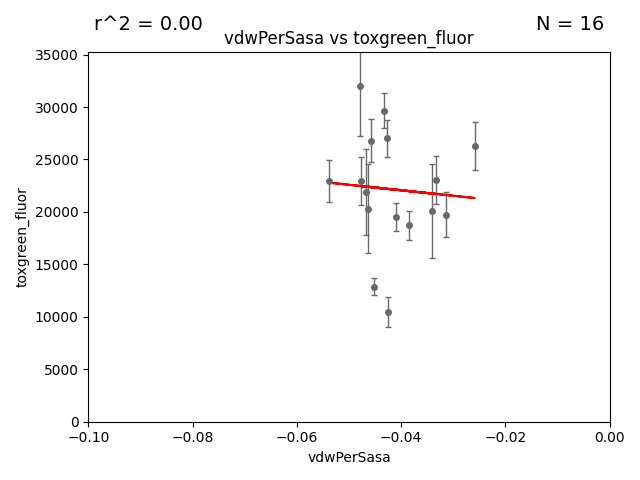 r^2 = 0.00
N = 16
vdwPerSasa vs toxgreen_fluor
35000
30000
25000
20000
15000
10000
5000
0
toxgreen_fluor
−0.10
−0.08
−0.06
−0.04
−0.02
0.00
vdwPerSasa